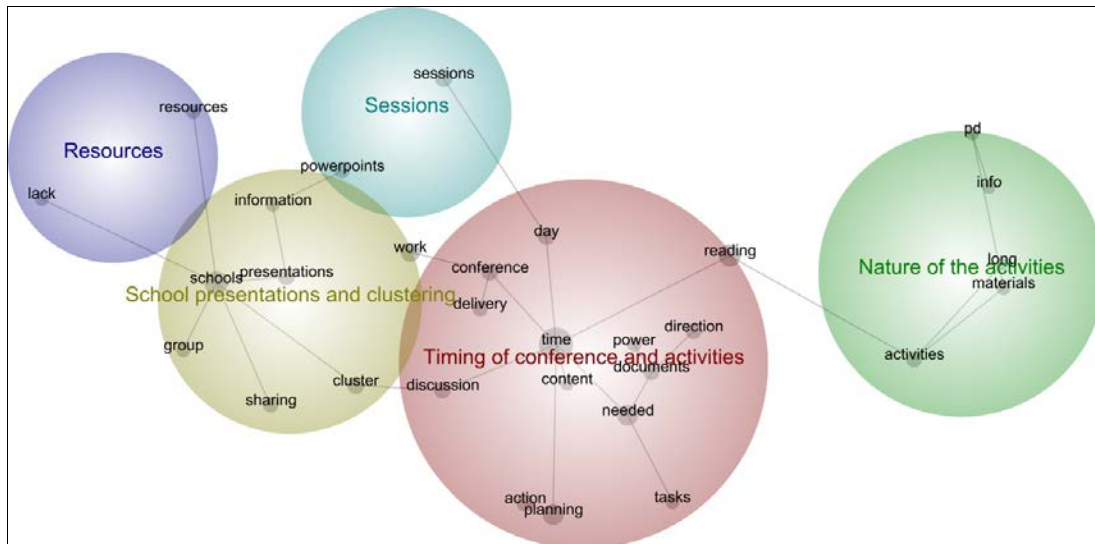 sessions
resources
Sessions
pd
Resources
powerpoints
info
lack
information
work
day
reading
conference
long
schools
presentations
Nature of the activities
materials
School presentations and clustering
delivery
direction
time
power
group
Timing of conference and activities
activities
documents
cluster
discussion
content
sharing
needed
action
tasks
planning